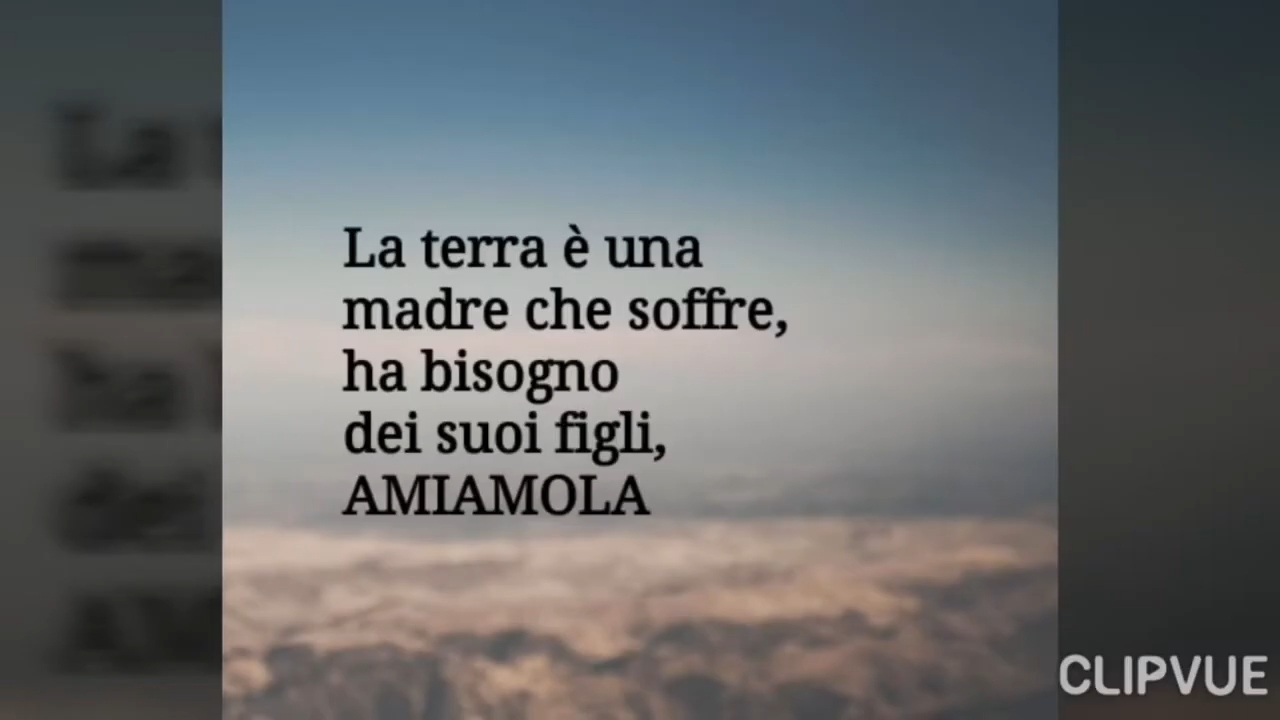 La terra è una
madre che soffre,
ha bisogno
dei suoi figli,
AMIAMOLA
CLIPVUE